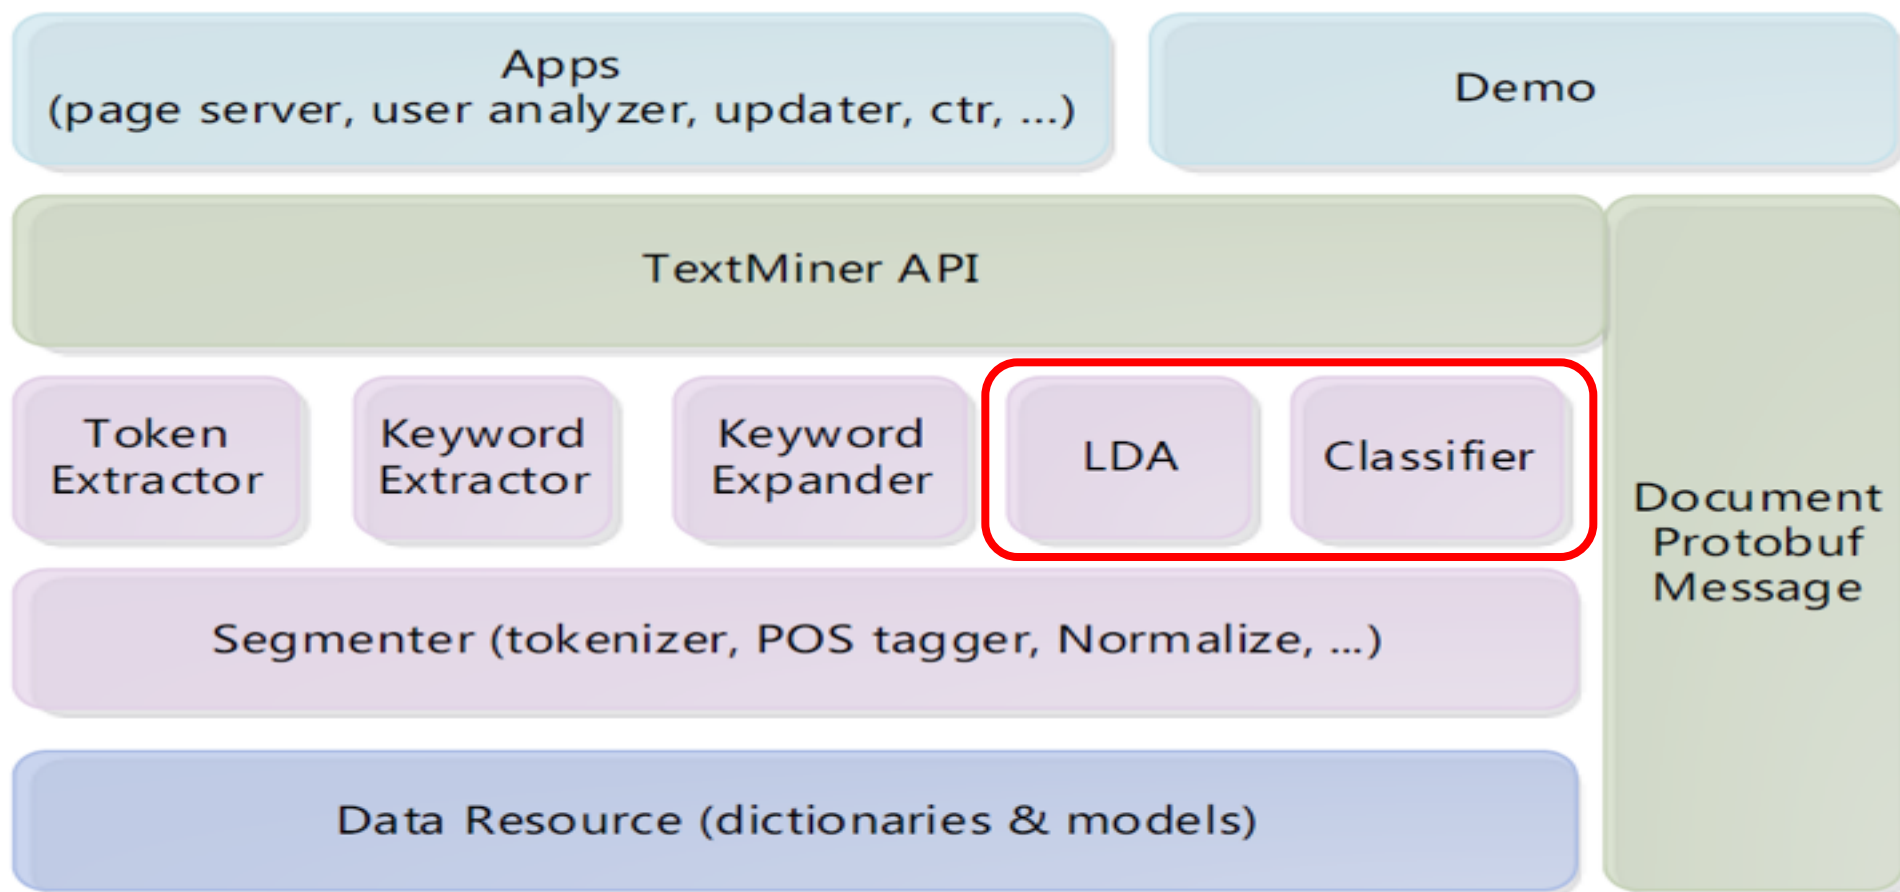 Apps
(page server, user analyzer, updater, ctr, ...)
Demo
TextMiner API
Token
Extractor
Keyword
Extractor
Keyword
Expander
LDA
Classifier
Document
Protobuf
Message
Segmenter (tokenizer, POS tagger, Normalize, ...)
Data Resource (dictionaries & models)